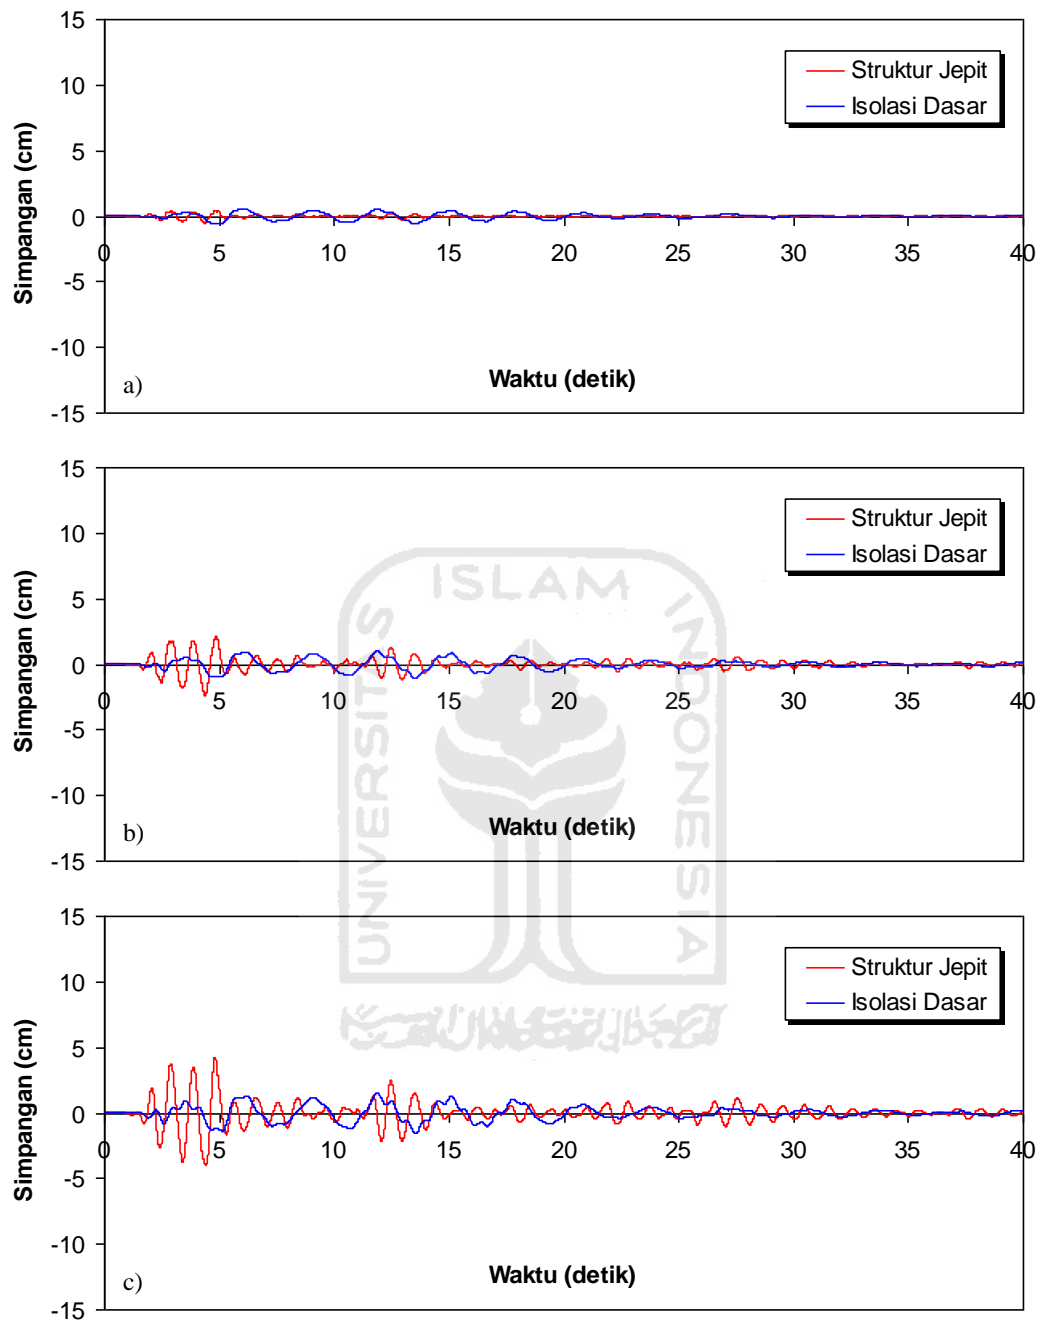 15
10
5
0
-5
-10
-15
Simpangan (cm)
Struktur Jepit
Isolasi Dasar
0 5 10 15 20 25 30 35 40
Waktu (detik)
a)
15
10
5
0
-5
-10
-15
Simpangan (cm)
Struktur Jepit
Isolasi Dasar
0 5 10 15 20 25 30 35 40
Waktu (detik)
b)
15
10
5
0
-5
-10
-15
Simpangan (cm)
Struktur Jepit
Isolasi Dasar
0 5 10 15 20 25 30 35 40
Waktu (detik)
c)
UNIVERSITAS
ISLAM
INDONESIA